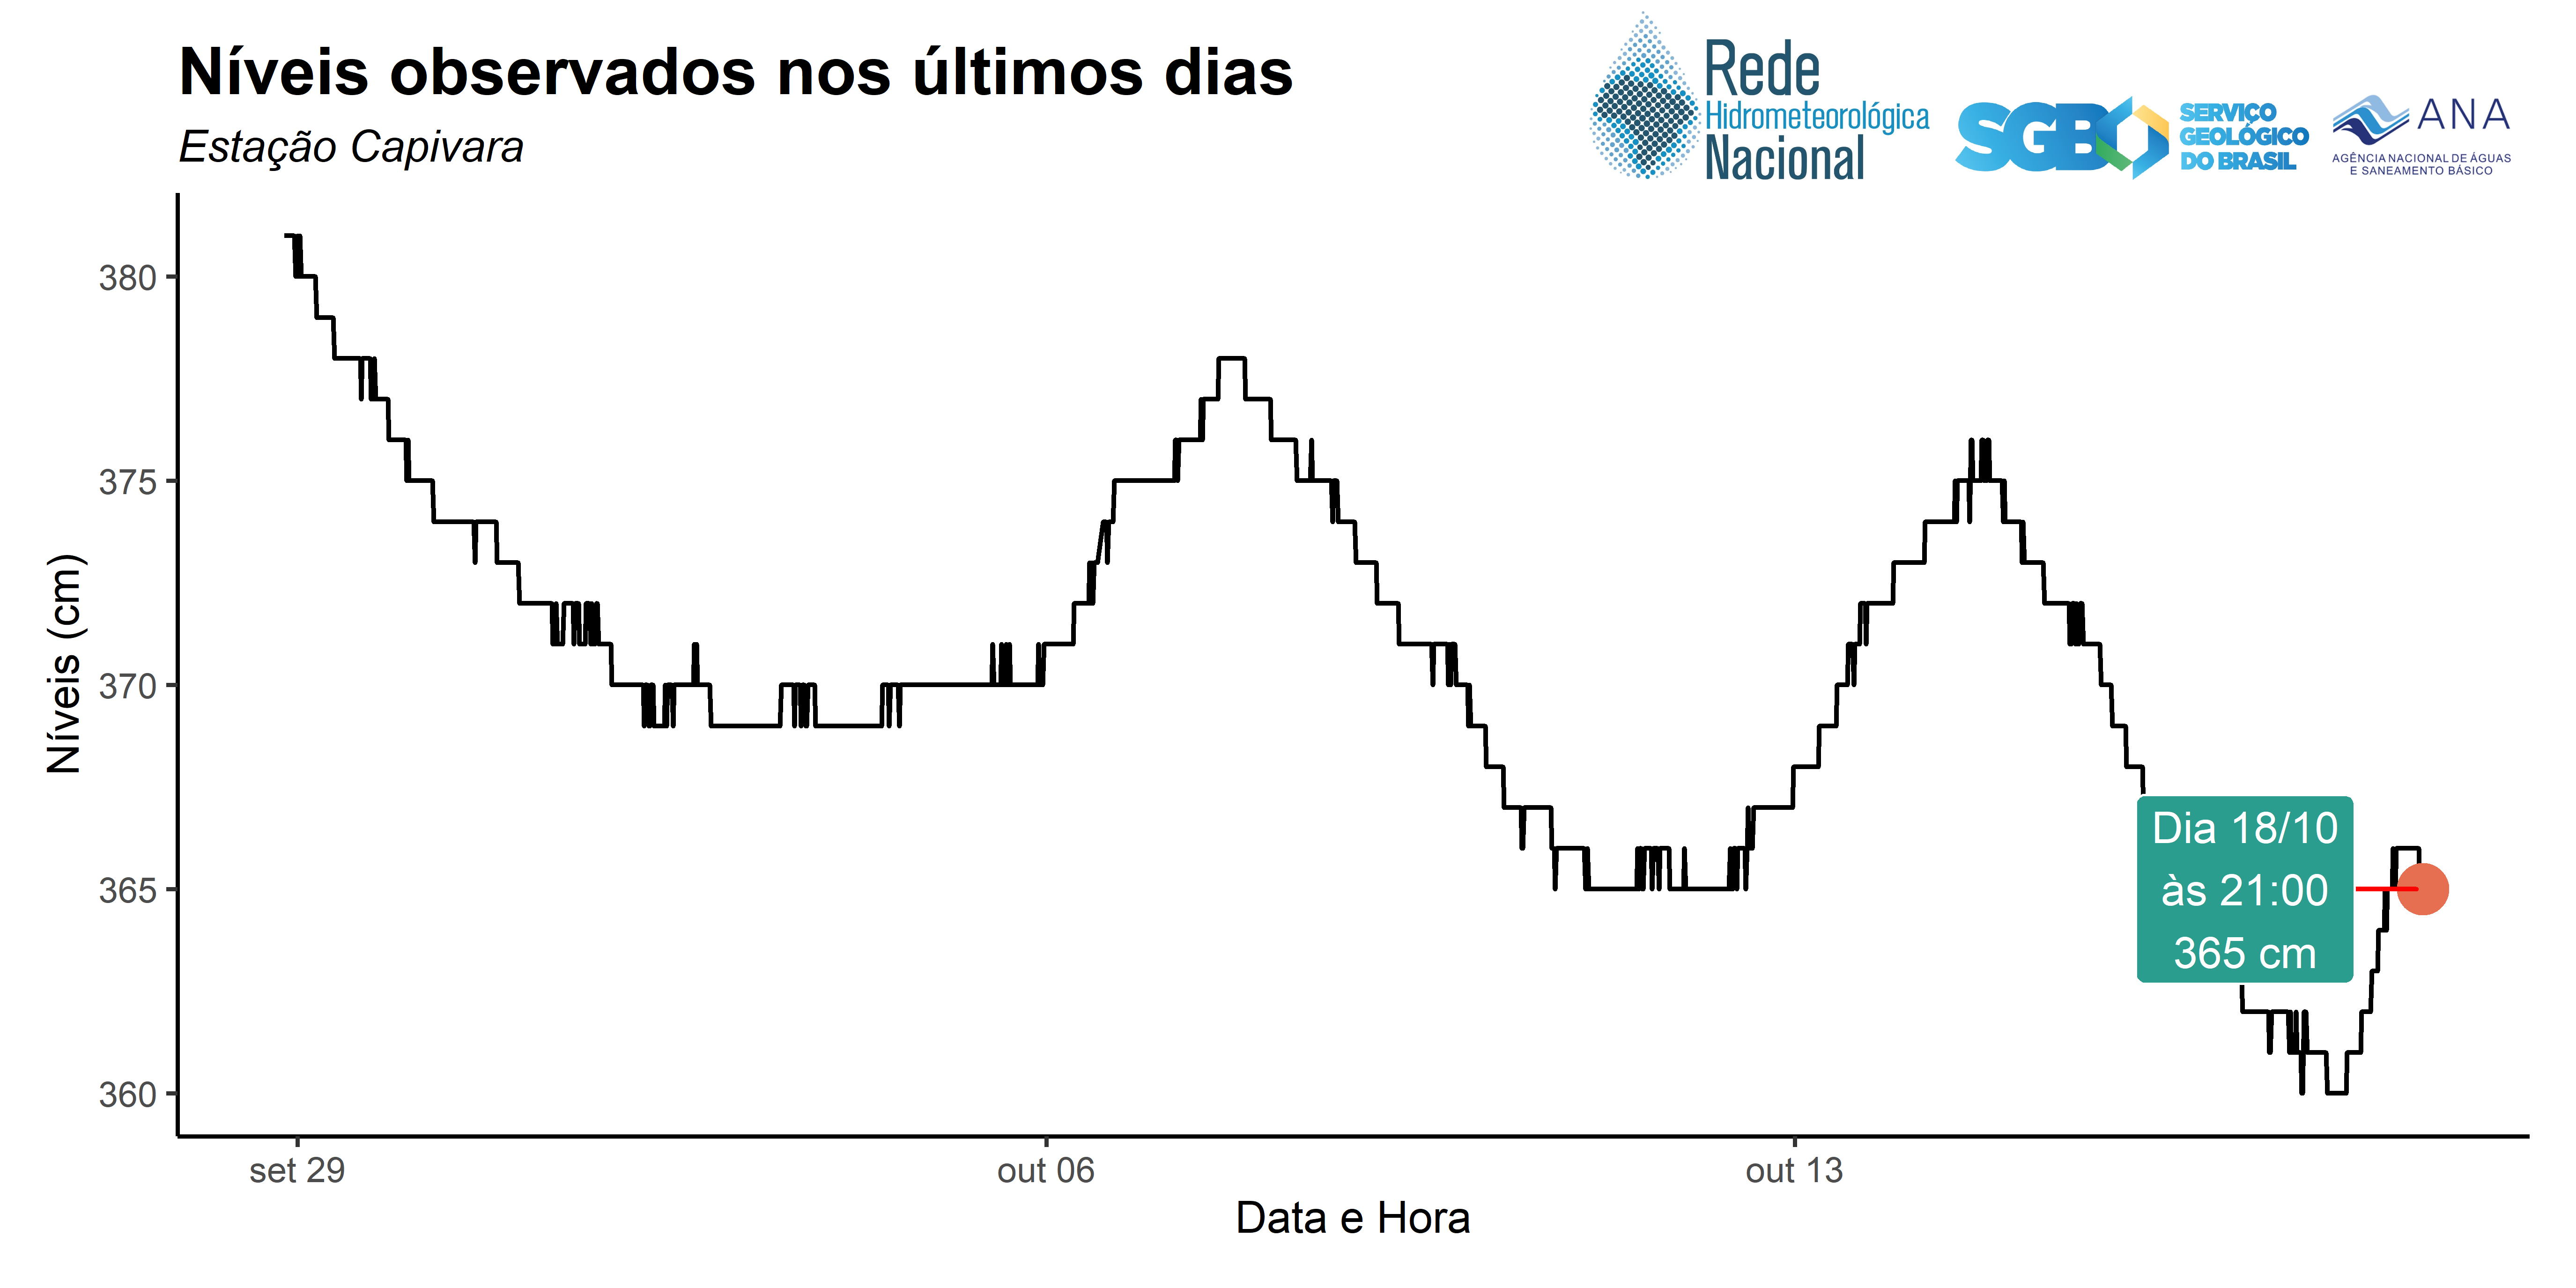 Níveis observados nos últimos dias
Estação Capivara
Rede
Hidrometeorológica
Nacional
SGB
SERVIÇO
GEOLÓGICO
DO BRASIL
ANA
AGÊNCIA NACIONAL DE ÁGUAS
E SANEAMENTO BÁSICO
Níveis (cm)
380
375
370
365
360
Dia 18/10
às 21:00
365 cm
set 29
out 06
out 13
Data e Hora